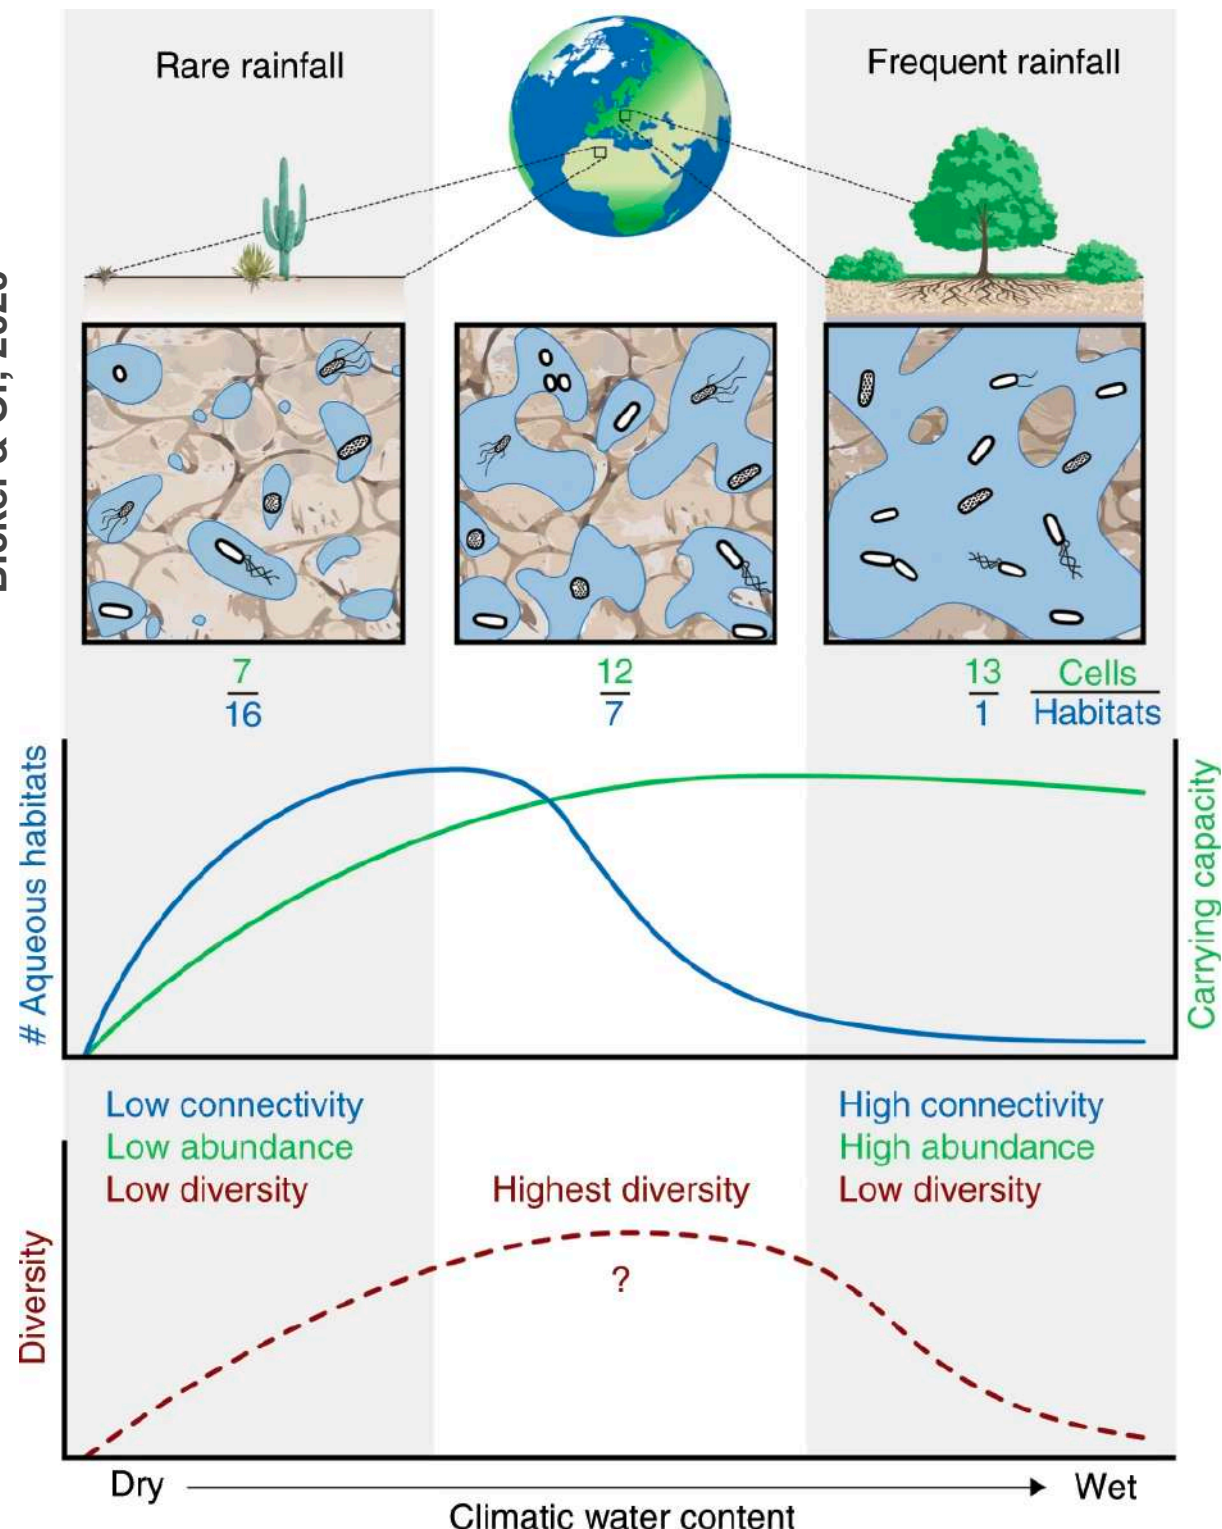 Rare rainfall
Frequent rainfall
7
16
12
7
13
1
Cells
Habitats
# Aqueous habitats
Carrying capacity
Low connectivity
Low abundance
Low diversity
Highest diversity
High connectivity
High abundance
Low diversity
?
Diversity
Dry
Wet
Climatic water content